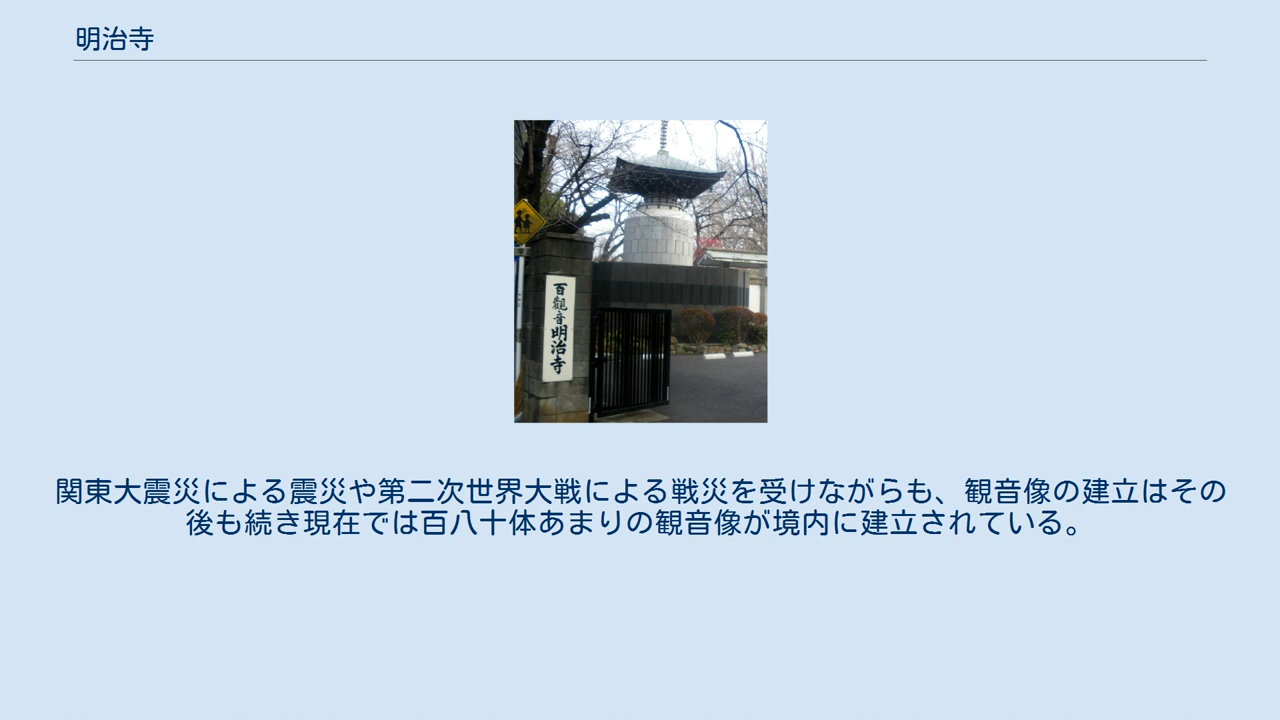 明治寺
百觀音明治寺
関東大震災による震災や第二次世界大戦による戦災を受けながらも、観音像の建立はその
後も続き現在では百八十体あまりの観音像が境内に建立されている。